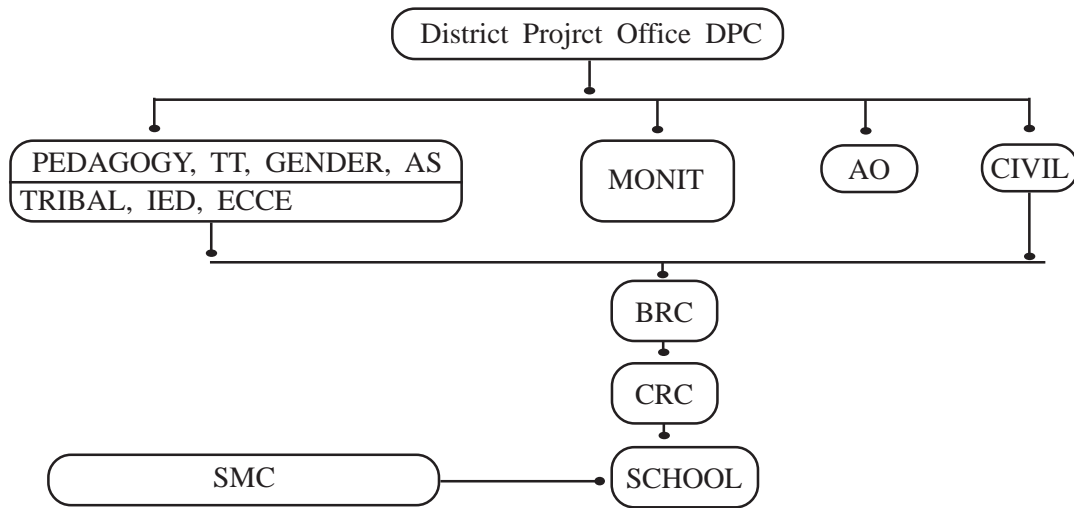 District Projrct Office DPC
PEDAGOGY, TT, GENDER, AS
TRIBAL, IED, ECCE
MONIT
AO
CIVIL
BRC
CRC
SMC
SCHOOL